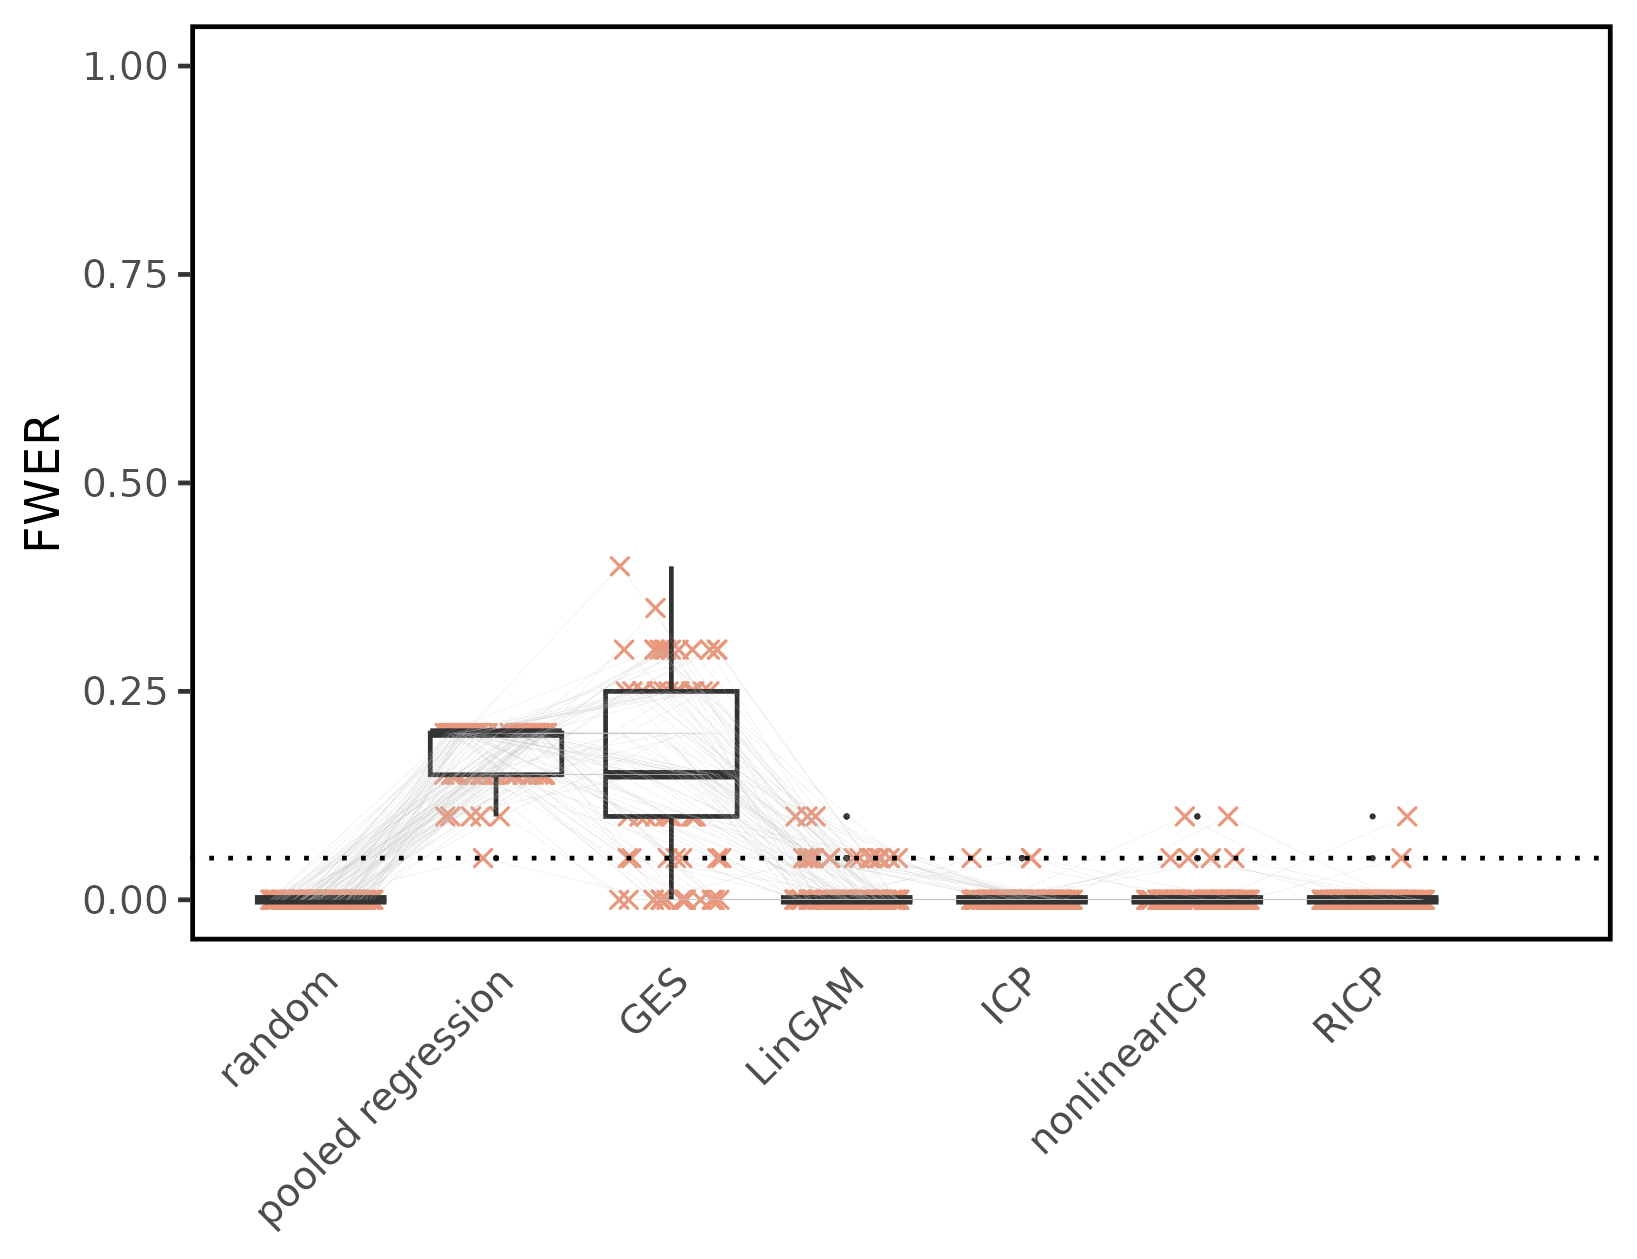 1.00
0.75
0.50
0.25
0.00
FWER
random
pooled regression
GES
LinGAM
ICP
nonlinearICP
RICP